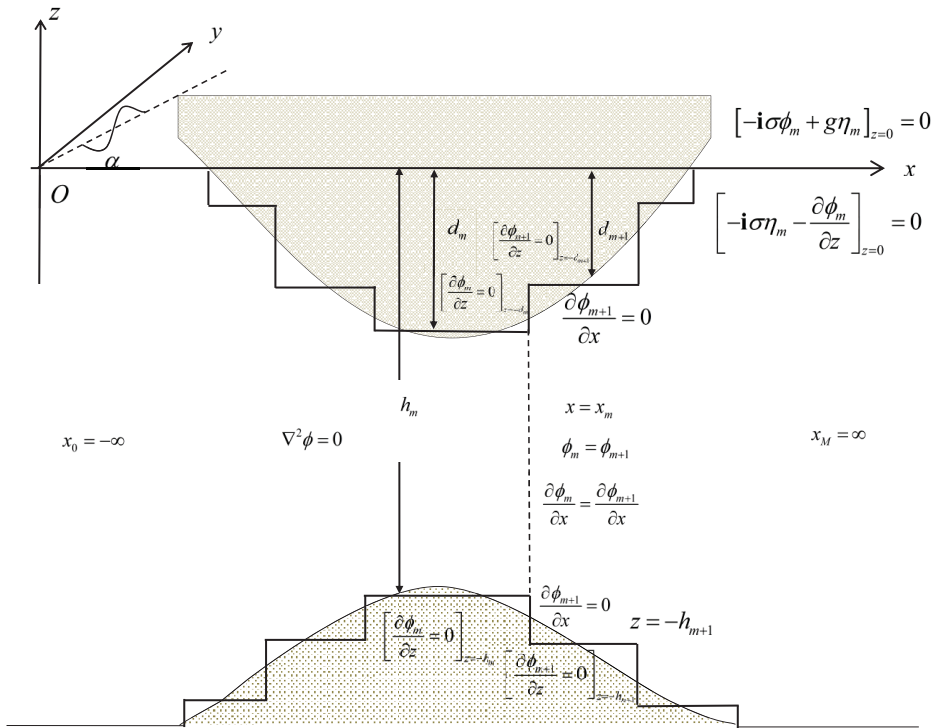 z
y
[-iσϕ_m + gη_m]_{z=0} = 0
α
x
O
[-iση_m - ∂ϕ_m/∂z]_{z=0} = 0
d_m
d_{m+1}
[∂ϕ_{m+1}/∂z = 0]_{z=-d_{m+1}}
[∂ϕ_m/∂z = 0]_{z=-d_m}
∂ϕ_{m+1}/∂x = 0
h_m
x = x_m
x_0 = -∞
∇²ϕ = 0
ϕ_m = ϕ_{m+1}
x_M = ∞
∂ϕ_m/∂x = ∂ϕ_{m+1}/∂x
∂ϕ_{m+1}/∂x = 0
z = -h_{m+1}
[∂ϕ_m/∂z = 0]_{z=-h_m}
[∂ϕ_{m+1}/∂z = 0]_{z=-h_{m+1}}